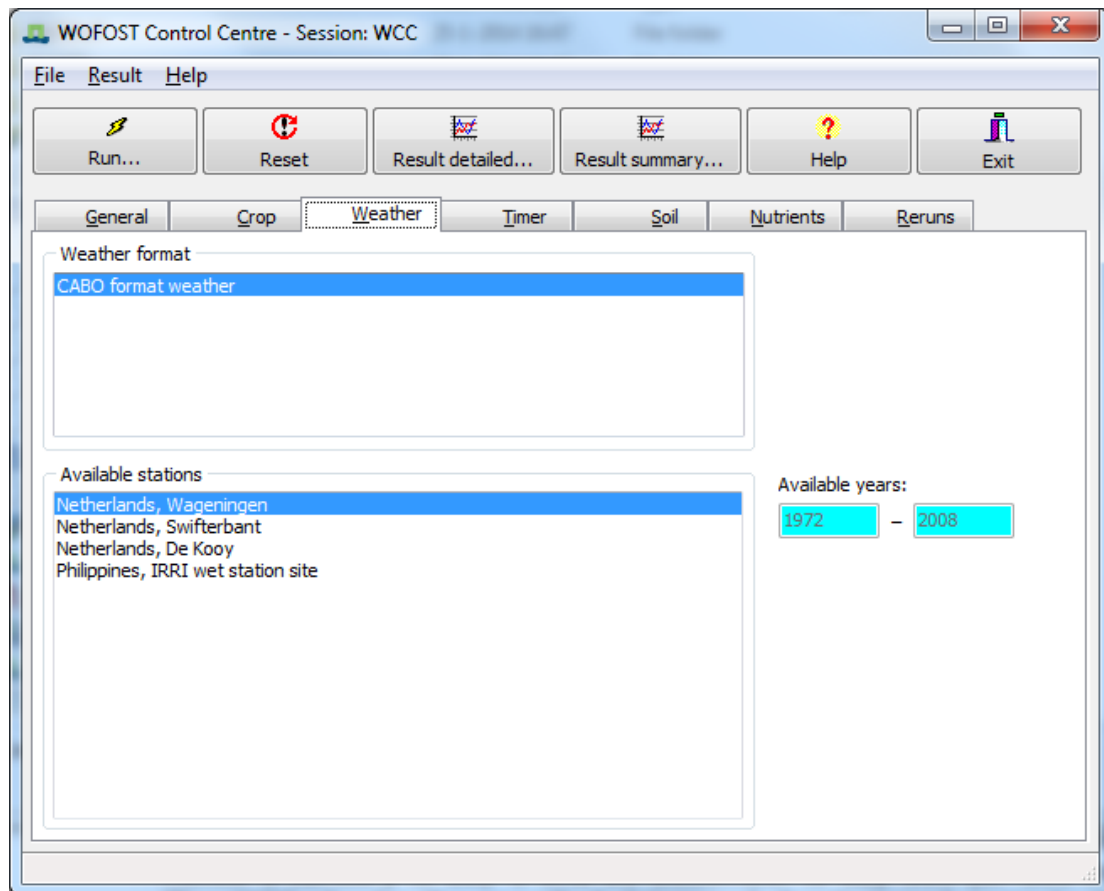 WOFOST Control Centre - Session: WCC
File Result Help
Run... Reset Result detailed... Result summary... Help Exit
General Crop Weather Timer Soil Nutrients Reruns
Weather format
CABO format weather
Available stations
Netherlands, Wageningen
Netherlands, Swifterbant
Netherlands, De Kooy
Philippines, IRRI wet station site
Available years:
1972 – 2008